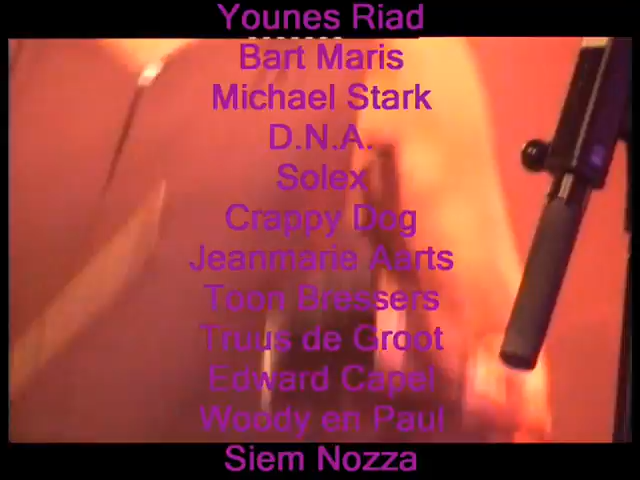 Younes Riad
Bart Maris
Michael Stark
D.N.A.
Solex
Crappy Dog
Jeanmarie Aarts
Toon Bressers
Truus de Groot
Edward Capel
Woody en Paul
Siem Nozza